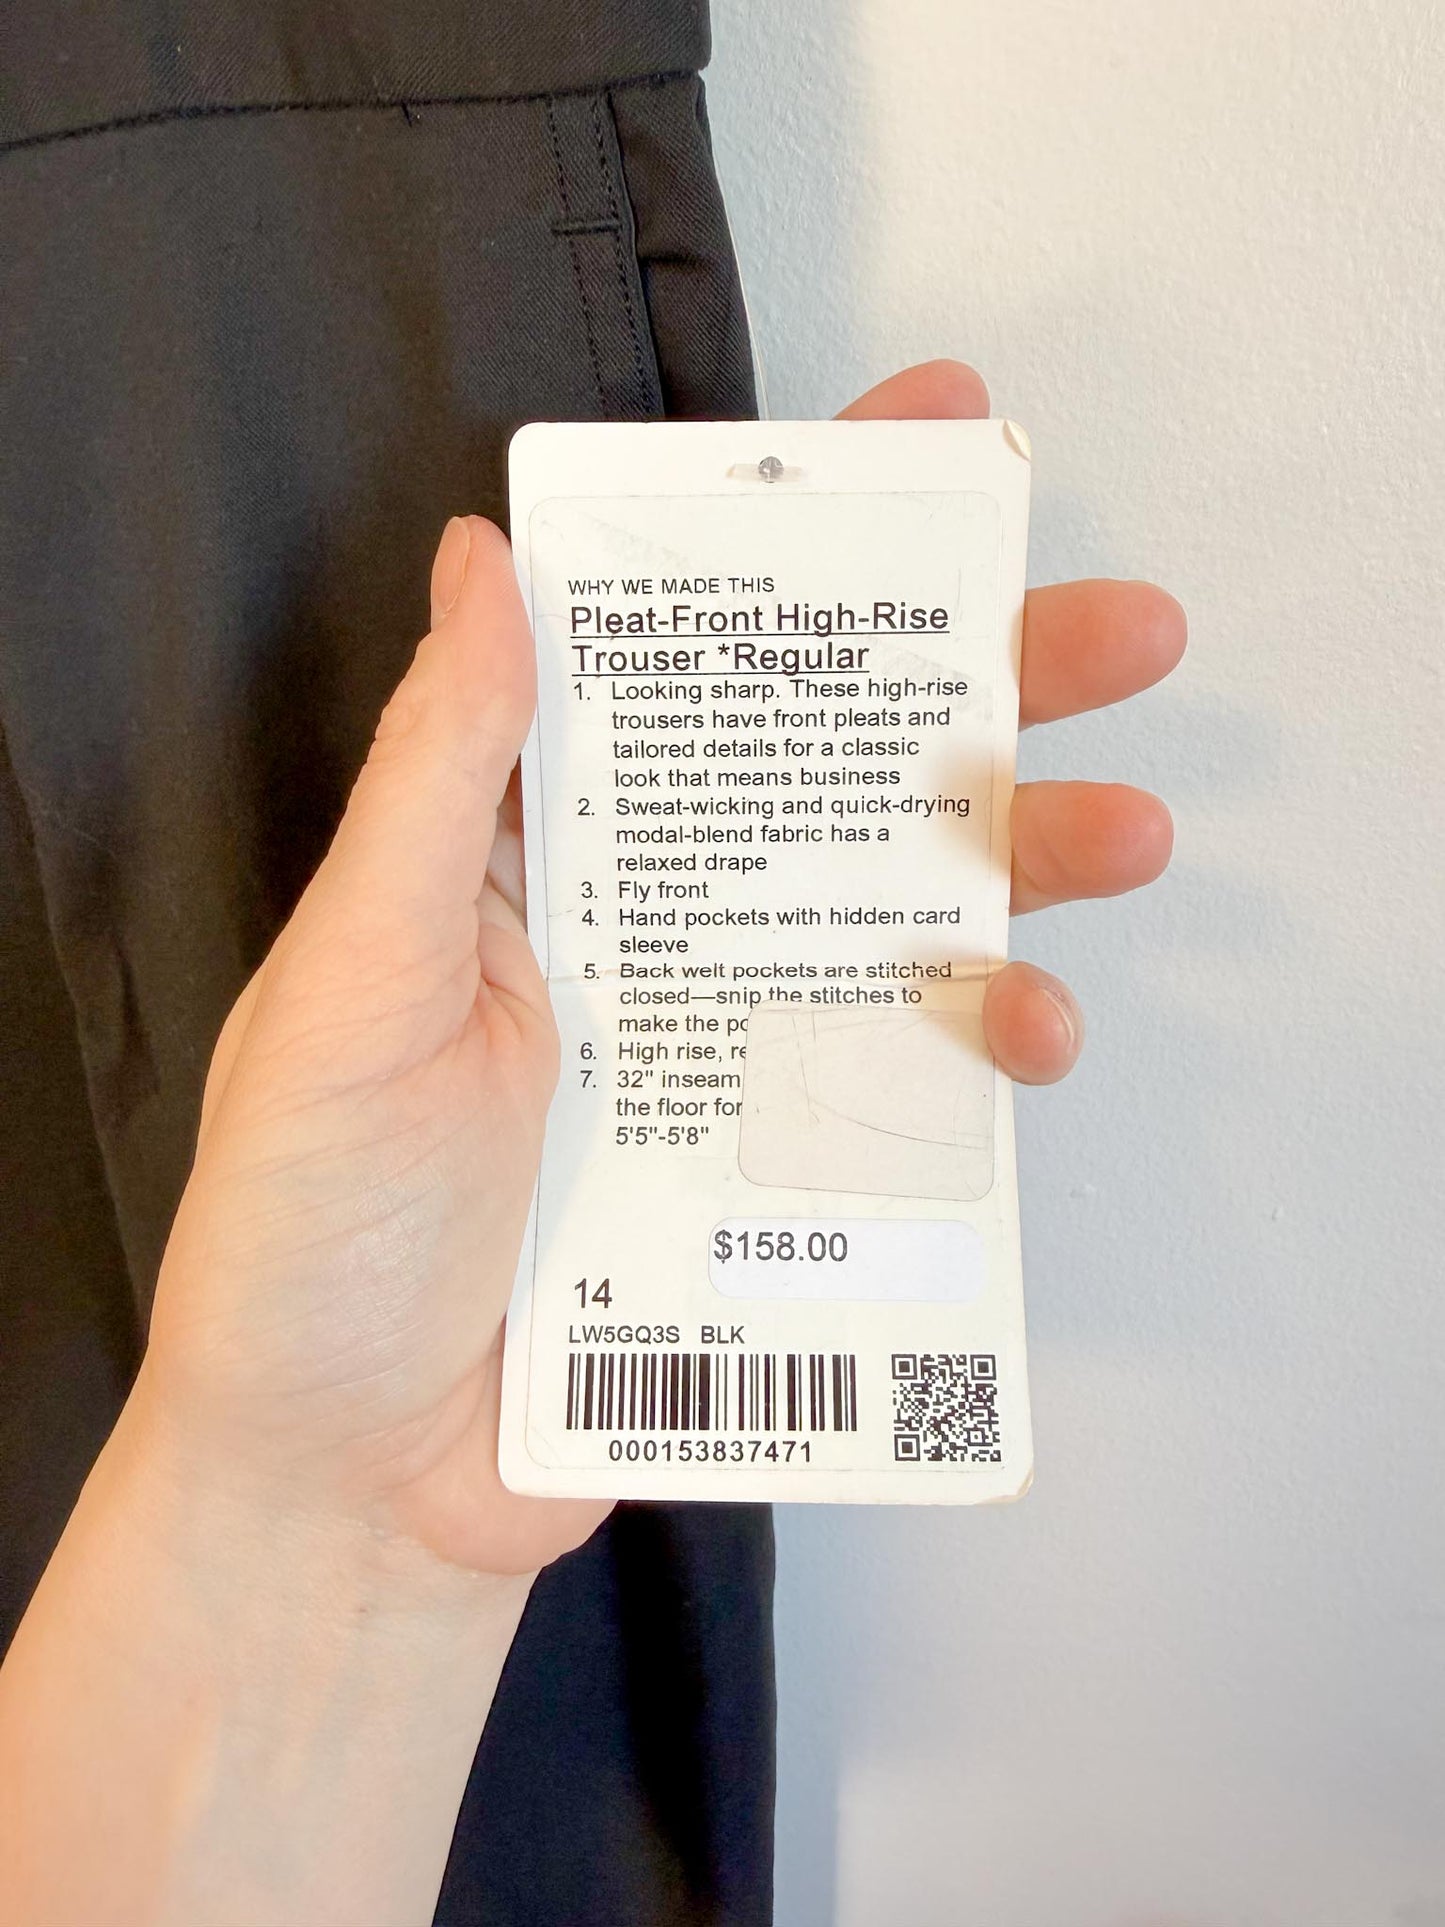 WHY WE MADE THIS
Pleat-Front High-Rise
Trouser *Regular
1. Looking sharp. These high-rise
trousers have front pleats and
tailored details for a classic
look that means business
2. Sweat-wicking and quick-drying
modal-blend fabric has a
relaxed drape
3. Fly front
4. Hand pockets with hidden card
sleeve
5. Back welt pockets are stitched
closed—snip the stitches to
make the
6. High rise,
7. 32" inseam
the floor for
5'5"-5'8"
$158.00
14
LW5GQ3S BLK
000153837471